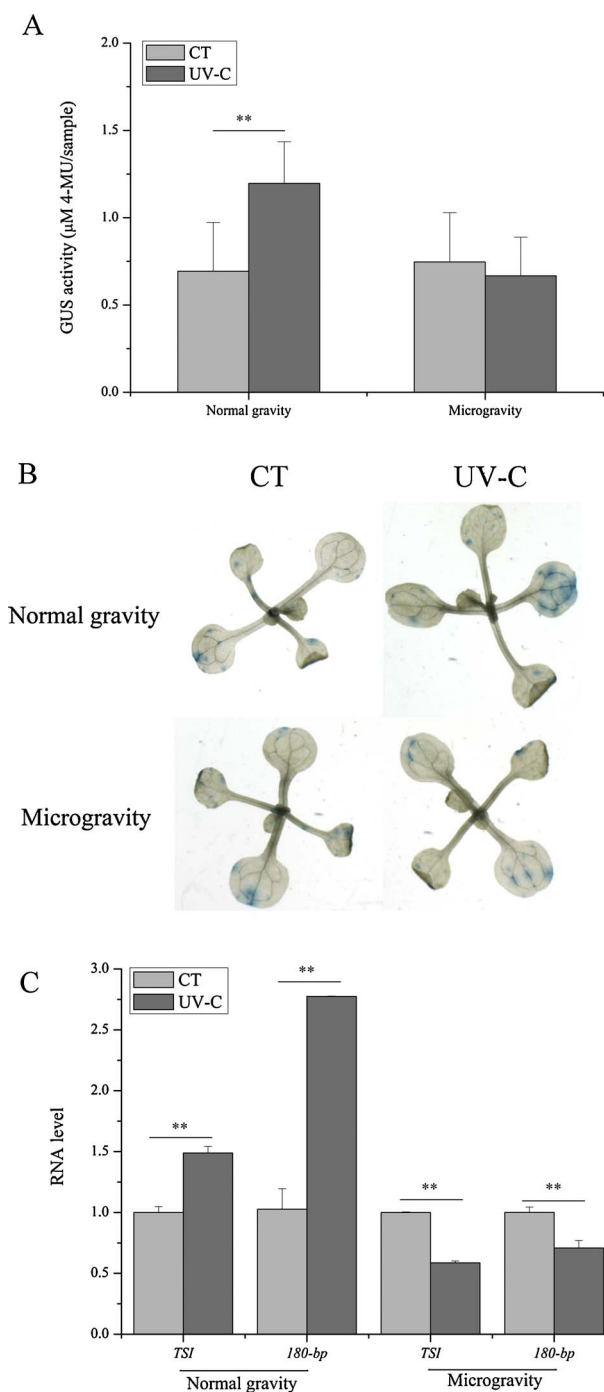 A
2.0
1.5
1.0
0.5
0.0
GUS activity (μM 4-MU/sample)
CT
UV-C
**
Normal gravity Microgravity
B
CT UV-C
Normal gravity
Microgravity
C
3.0
2.5
2.0
1.5
1.0
0.5
0.0
RNA level
CT
UV-C
**
**
**
**
TSI 180-bp TSI 180-bp
Normal gravity Microgravity